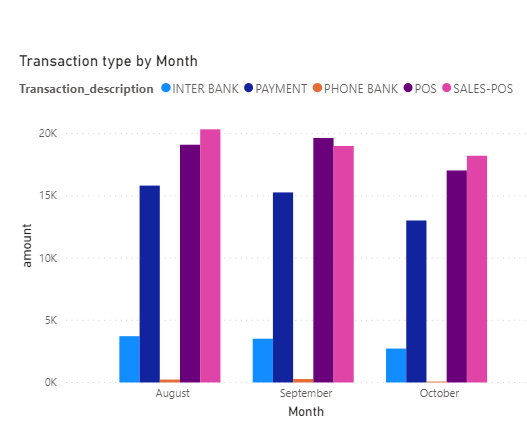 Transaction type by Month
Transaction_description INTER BANK PAYMENT PHONE BANK POS SALES-POS
20K
15K
10K
5K
0K
amount
August September October
Month